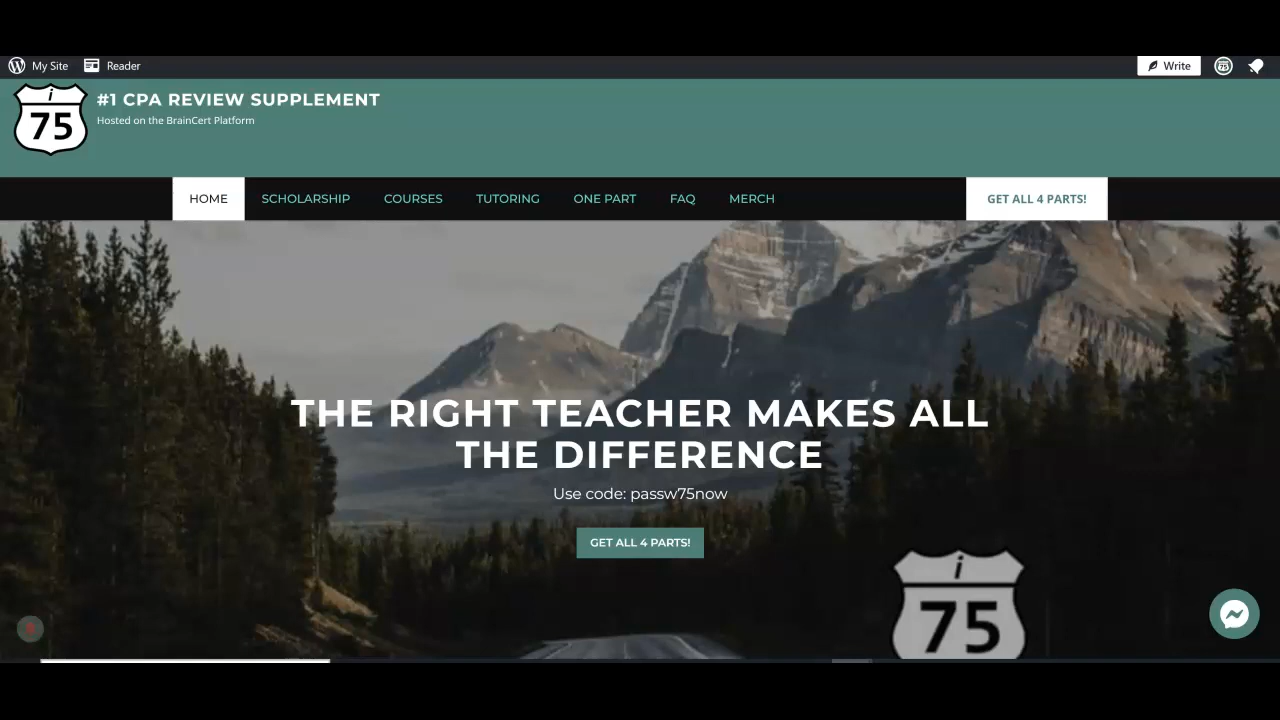 My Site
Reader
Write
i
75
#1 CPA REVIEW SUPPLEMENT
Hosted on the BrainCert Platform
HOME
SCHOLARSHIP
COURSES
TUTORING
ONE PART
FAQ
MERCH
GET ALL 4 PARTS!
THE RIGHT TEACHER MAKES ALL
THE DIFFERENCE
Use code: passw75now
GET ALL 4 PARTS!
i
75